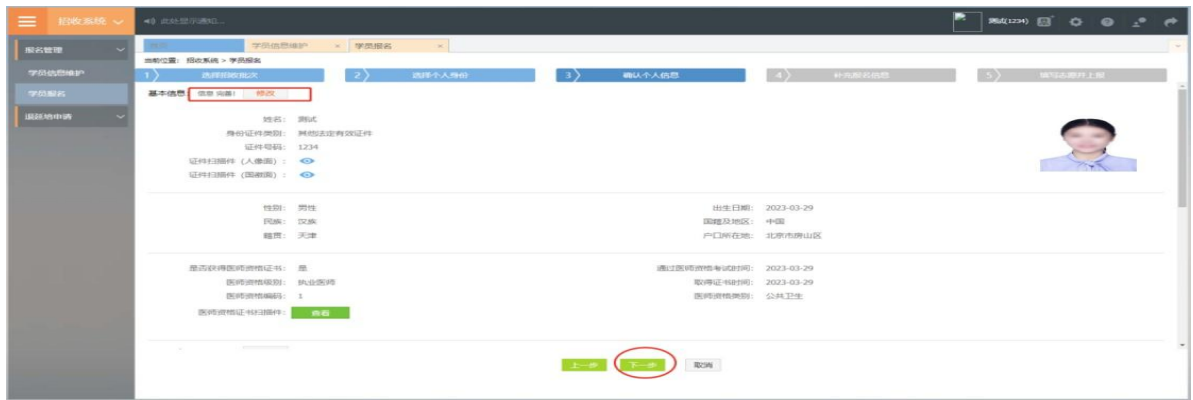 招收系统
此处显示通知...
测试(1234)
报名管理
学员信息维护
学员报名
退延培申请
学员信息维护 × 学员报名 ×
当前位置: 招收系统 > 学员报名
1 选择招收批次 2 选择个人身份 3 确认个人信息 4 补充报名信息 5 填写志愿并上报
基本信息: 信息 完善! 修改
姓名: 测试
身份证件类别: 其他法定有效证件
证件号码: 1234
证件扫描件 (人像面) :
证件扫描件 (国徽面) :
性别: 男性 出生日期: 2023-03-29
民族: 汉族 国籍及地区: 中国
籍贯: 天津 户口所在地: 北京市房山区
是否获得医师资格证书: 是 通过医师资格考试时间: 2023-03-29
医师资格级别: 执业医师 取得证书时间: 2023-03-29
医师资格编码: 1 医师资格类别: 公共卫生
医师资格证书扫描件: 查看
上一步 下一步 取消